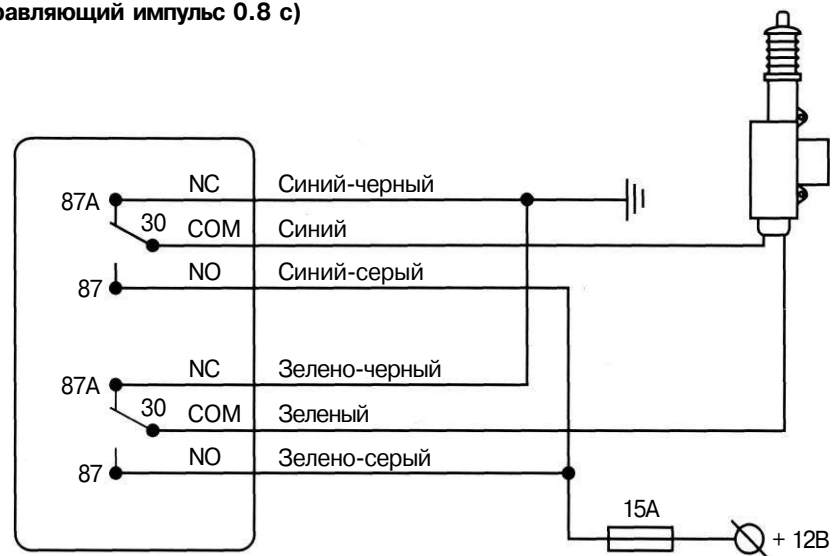 равляющий импульс 0.8 с)
87A NC Синий-черный
30 COM Синий
87 NO Синий-серый
87A NC Зелено-черный
30 COM Зеленый
87 NO Зелено-серый
15A
+ 12В